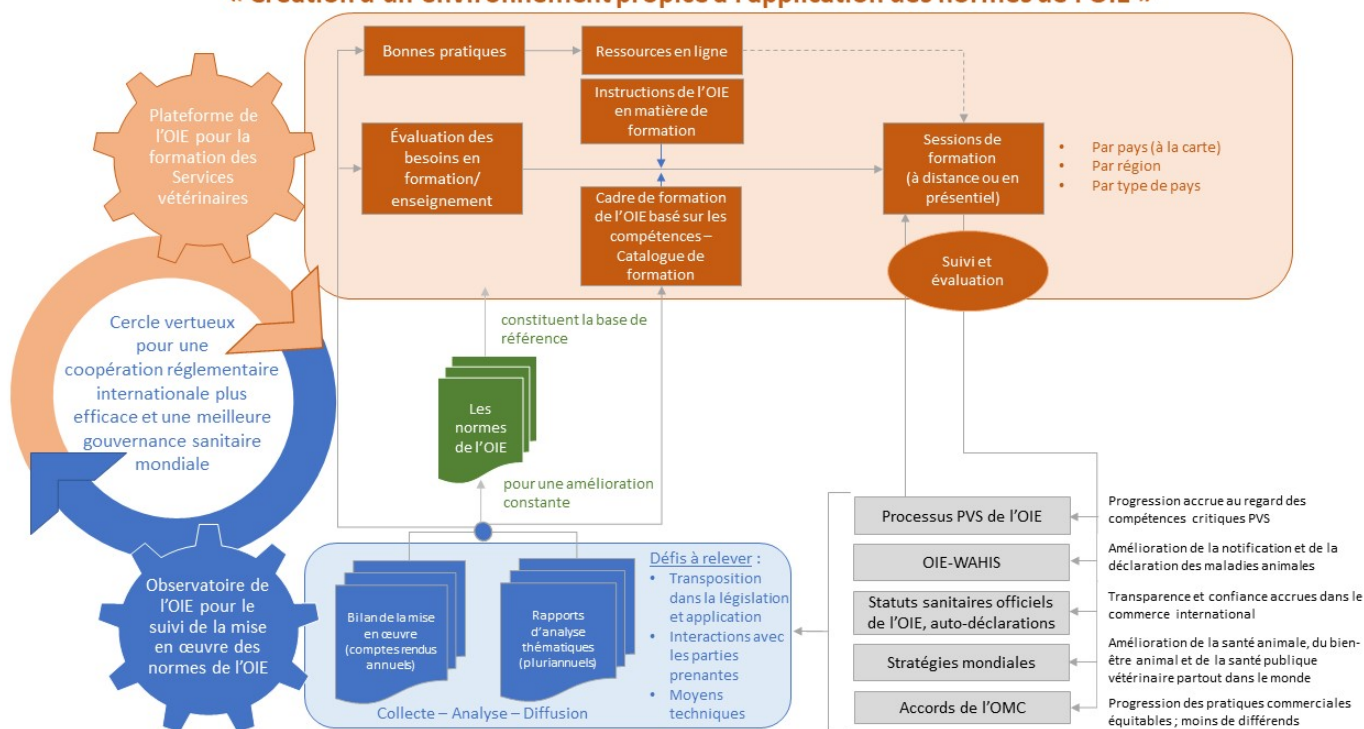 « Création d'un environnement propice à l'application des normes de l'OIE »
Plateforme de
l'OIE pour la
formation des
Services
vétérinaires
Bonnes pratiques
Ressources en ligne
Instructions de l'OIE
en matière de
formation
Évaluation des
besoins en
formation/
enseignement
Cadre de formation
de l'OIE basé sur les
compétences –
Catalogue de
formation
Sessions de
formation
(à distance ou en
présentiel)
• Par pays (à la carte)
• Par région
• Par type de pays
Suivi et
évaluation
Cercle vertueux
pour une
coopération réglementaire
internationale plus
efficace et une meilleure
gouvernance sanitaire
mondiale
constituent la base de
référence
Les
normes
de l'OIE
pour une amélioration
constante
Observatoire de
l'OIE pour le
suivi de la mise
en œuvre des
normes de l'OIE
Bilan de la mise
en œuvre
(comptes rendus
annuels)
Rapports
d'analyse
thématiques
(pluriannuels)
Collecte – Analyse – Diffusion
Défis à relever :
• Transposition
dans la législation
et application
• Interactions avec
les parties
prenantes
• Moyens
techniques
Processus PVS de l'OIE
OIE-WAHIS
Statuts sanitaires officiels
de l'OIE, auto-déclarations
Stratégies mondiales
Accords de l'OMC
Progression accrue au regard des
compétences critiques PVS
Amélioration de la notification et de la
déclaration des maladies animales
Transparence et confiance accrues dans le
commerce international
Amélioration de la santé animale, du bien-
être animal et de la santé publique
vétérinaire partout dans le monde
Progression des pratiques commerciales
équitables ; moins de différends